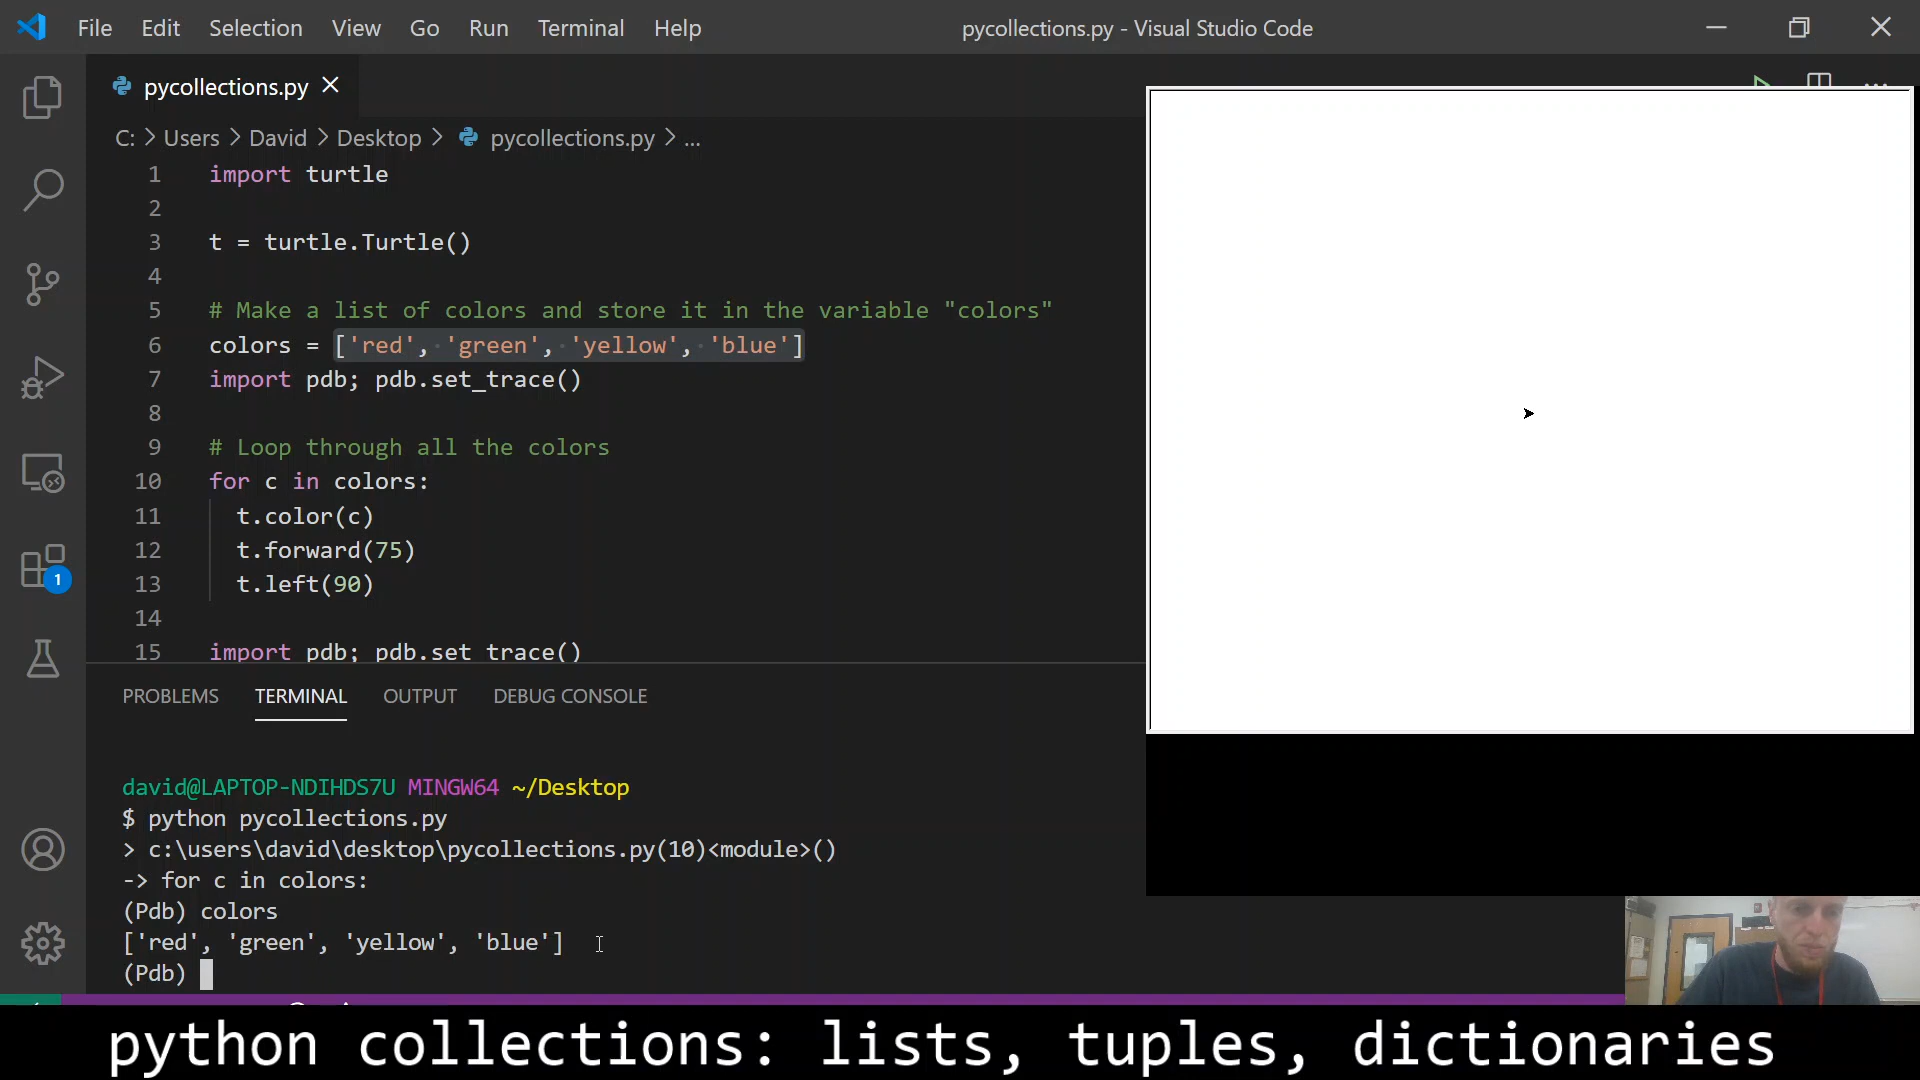 File Edit Selection View Go Run Terminal Help pycollections.py - Visual Studio Code
pycollections.py
C: > Users > David > Desktop > pycollections.py > ...
1 import turtle
2
3 t = turtle.Turtle()
4
5 # Make a list of colors and store it in the variable "colors"
6 colors = ['red', 'green', 'yellow', 'blue']
7 import pdb; pdb.set_trace()
8
9 # Loop through all the colors
10 for c in colors:
11 t.color(c)
12 t.forward(75)
13 t.left(90)
14
15 import pdb; pdb.set_trace()
1
PROBLEMS TERMINAL OUTPUT DEBUG CONSOLE
david@LAPTOP-NDIHDS7U MINGW64 ~/Desktop
$ python pycollections.py
> c:\users\david\desktop\pycollections.py(10)<module>()
-> for c in colors:
(Pdb) colors
['red', 'green', 'yellow', 'blue']
(Pdb)
python collections: lists, tuples, dictionaries